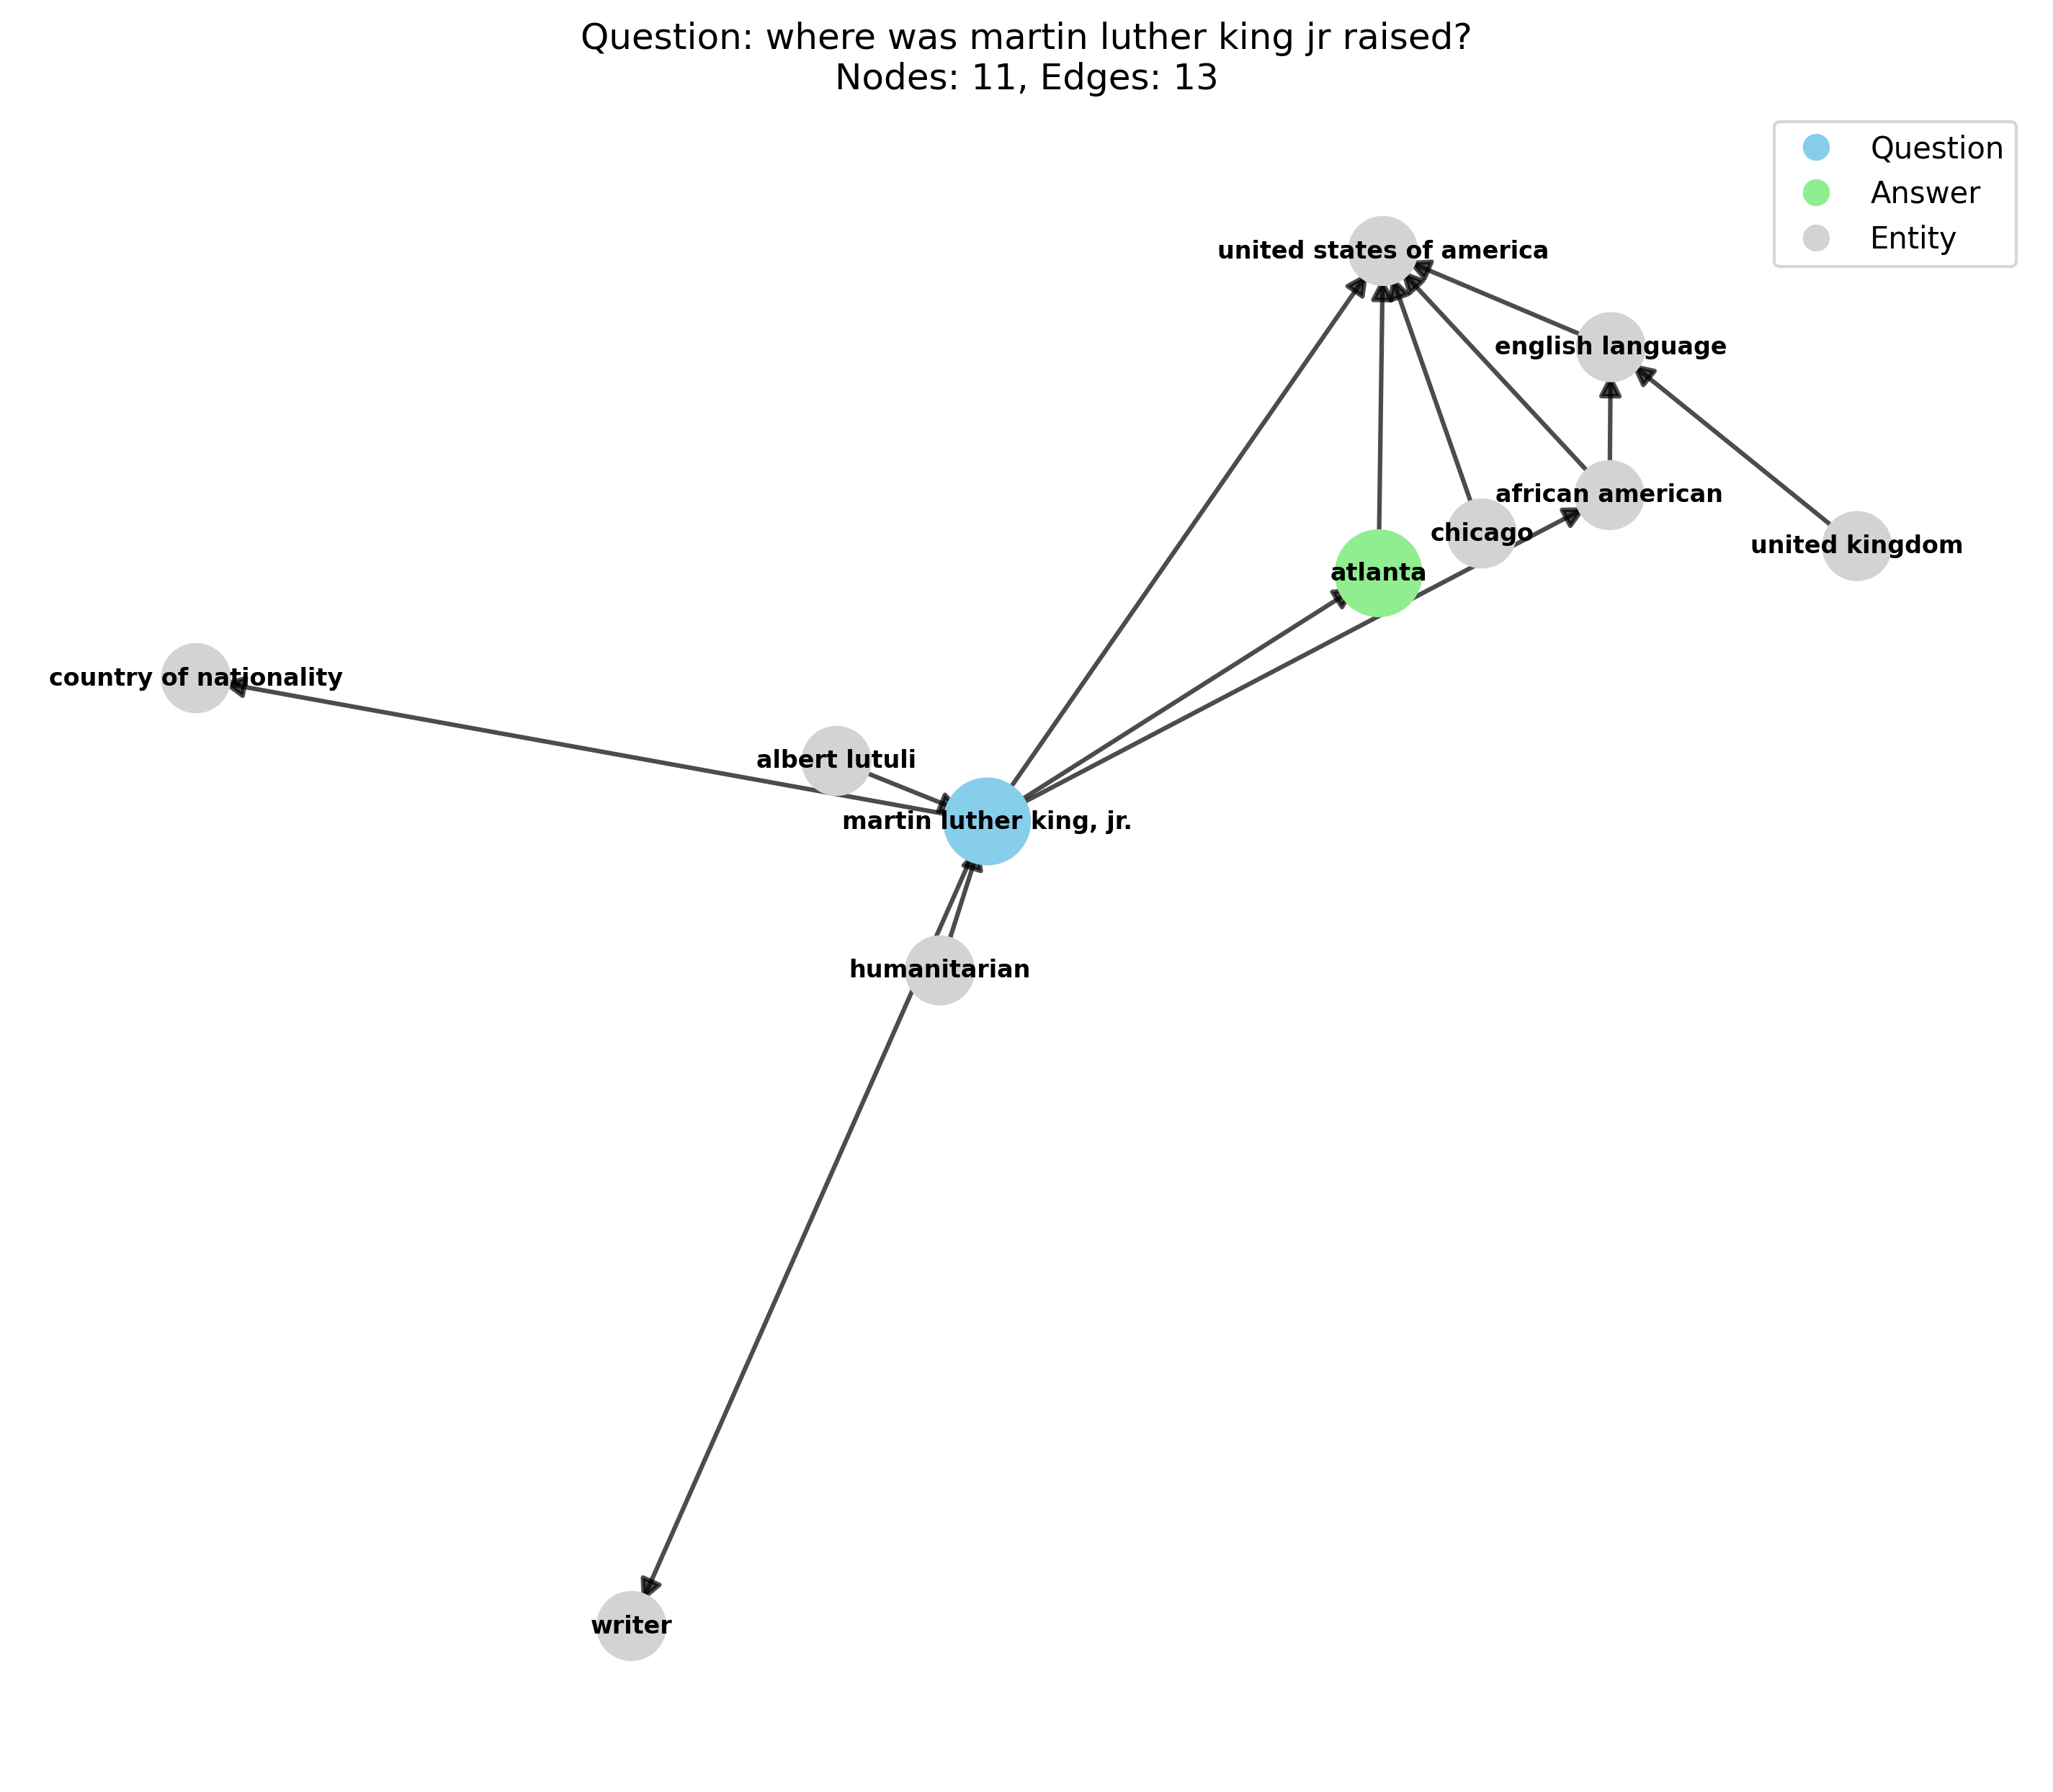 Question: where was martin luther king jr raised?
Nodes: 11, Edges: 13
Question
Answer
Entity
united states of america
english language
african american
chicago
united kingdom
atlanta
country of nationality
albert lutuli
martin luther king, jr.
humanitarian
writer